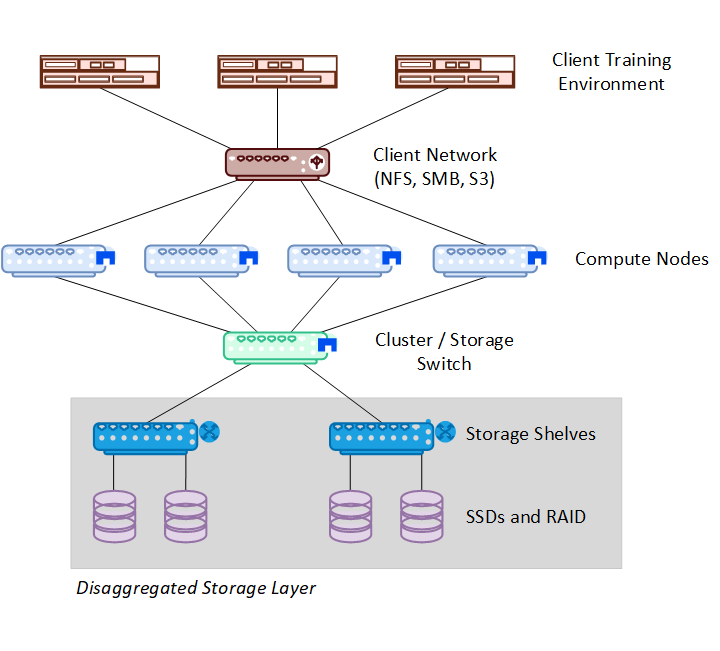 Client Training
Environment
Client Network
(NFS, SMB, S3)
Compute Nodes
Cluster / Storage
Switch
Storage Shelves
SSDs and RAID
Disaggregated Storage Layer